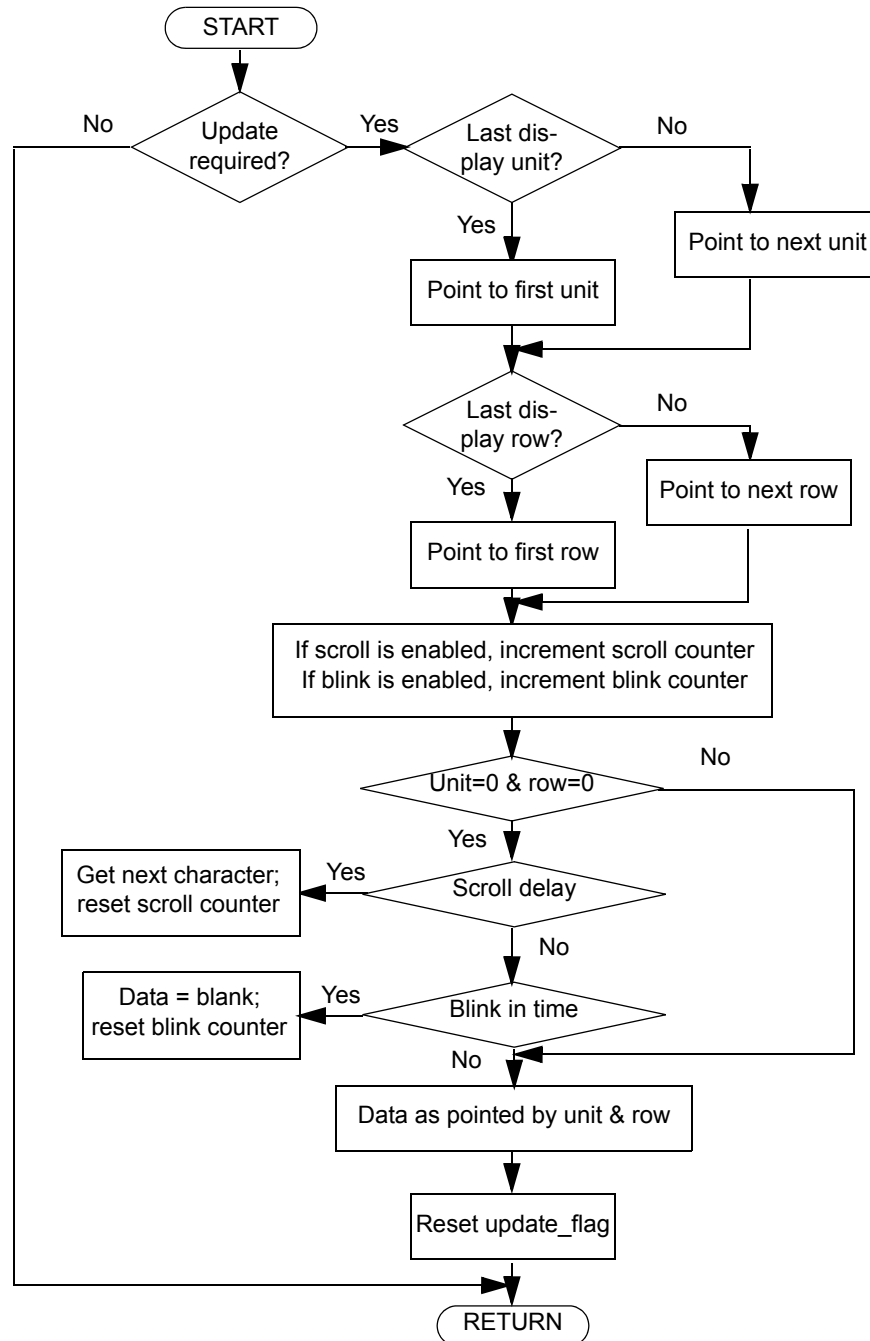 START
No
Update
required?
Yes
Last dis-
play unit?
No
Yes
Point to next unit
Point to first unit
Last dis-
play row?
No
Yes
Point to next row
Point to first row
If scroll is enabled, increment scroll counter
If blink is enabled, increment blink counter
Unit=0 & row=0
No
Yes
Get next character;
reset scroll counter
Yes
Scroll delay
No
Data = blank;
reset blink counter
Yes
Blink in time
No
Data as pointed by unit & row
Reset update_flag
RETURN